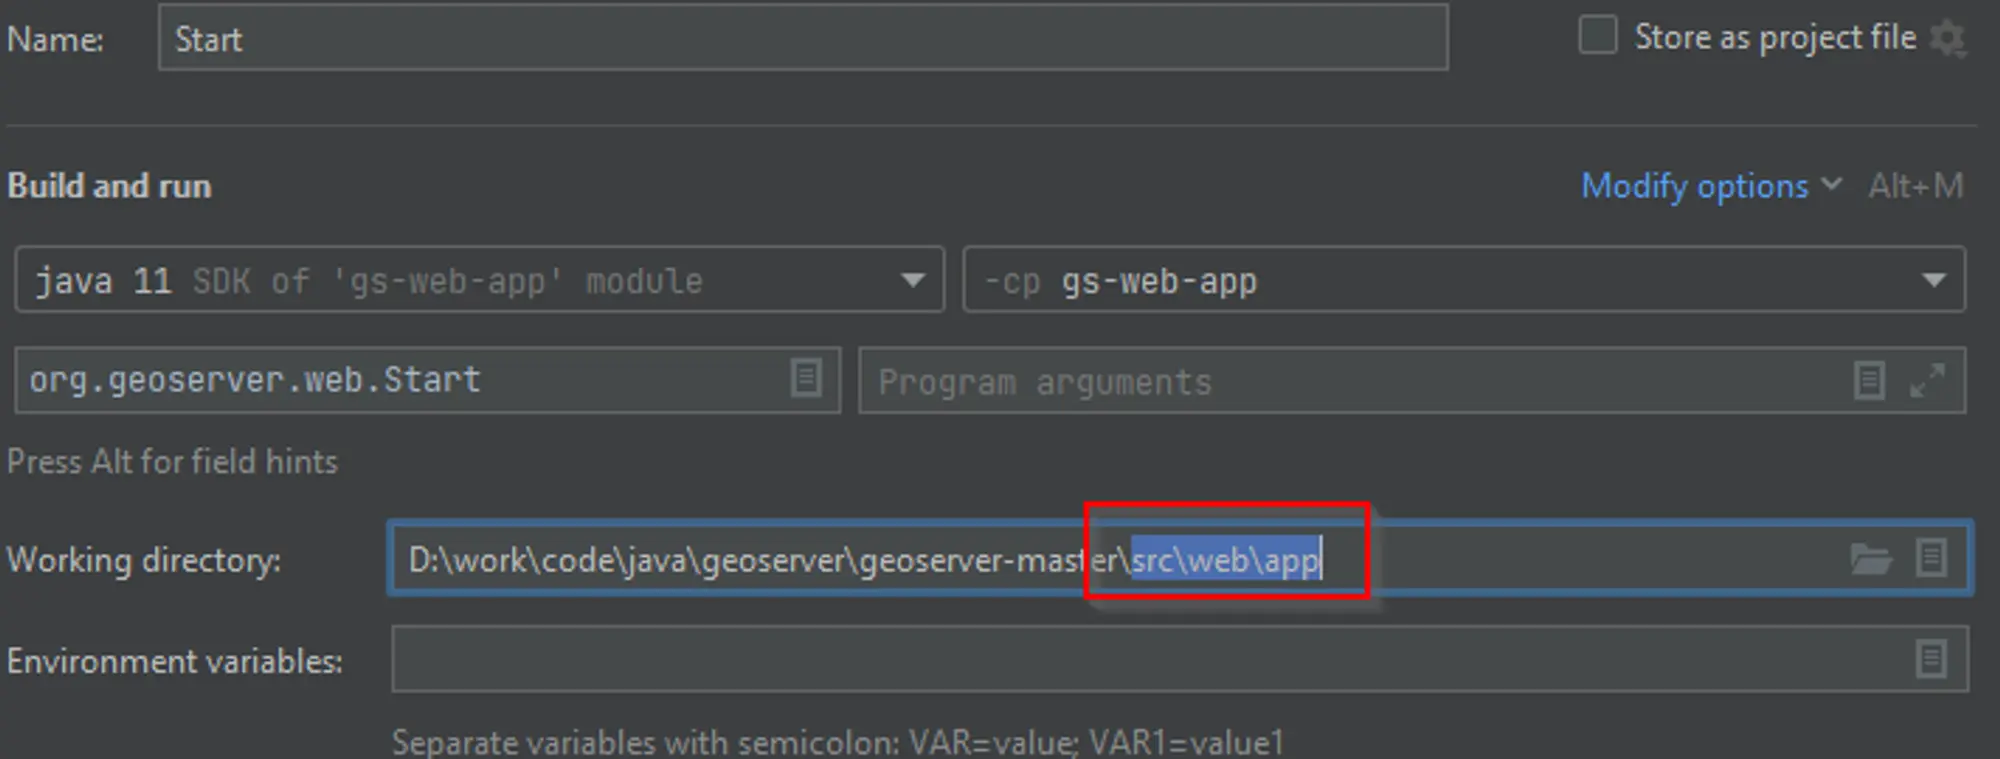 Name: Start Store as project file
Build and run Modify options Alt+M
java 11 SDK of 'gs-web-app' module -cp gs-web-app
org.geoserver.web.Start Program arguments
Press Alt for field hints
Working directory: D:\work\code\java\geoserver\geoserver-master\src\web\app
Environment variables:
Separate variables with semicolon: VAR=value; VAR1=value1